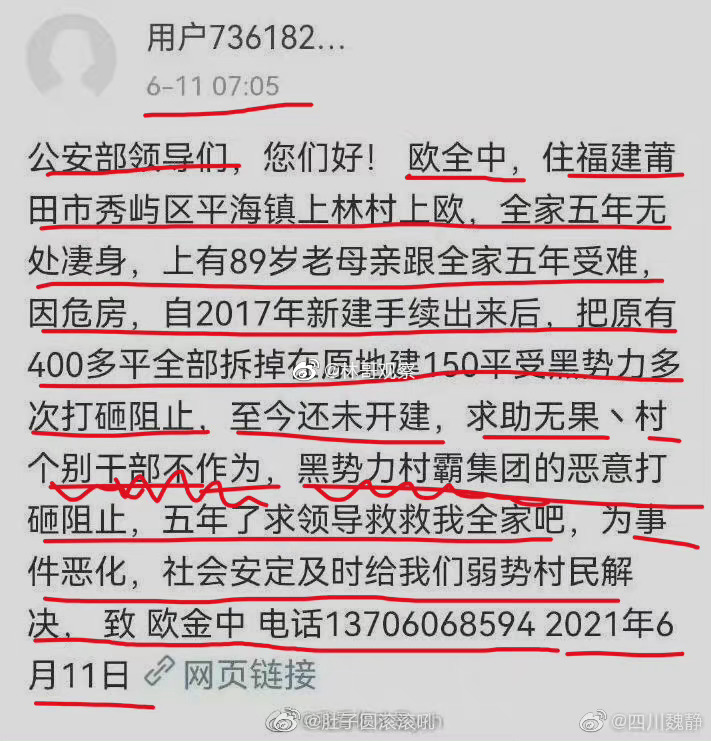 用户736182...
6-11 07:05
公安部领导们，您们好！ 欧全中，住福建莆
田市秀屿区平海镇上林村上欧，全家五年无
处凄身，上有89岁老母亲跟全家五年受难，
因危房，自2017年新建手续出来后，把原有
400多平全部拆掉在原地建150平受黑势力多
@林哥观察
次打砸阻止，至今还未开建，求助无果丶村
个别干部不作为，黑势力村霸集团的恶意打
砸阻止，五年了求领导救救我全家吧，为事
件恶化，社会安定及时给我们弱势村民解
决， 致 欧金中 电话13706068594 2021年6
月11日 网页链接
@肚子圆滚滚吼
@四川魏静